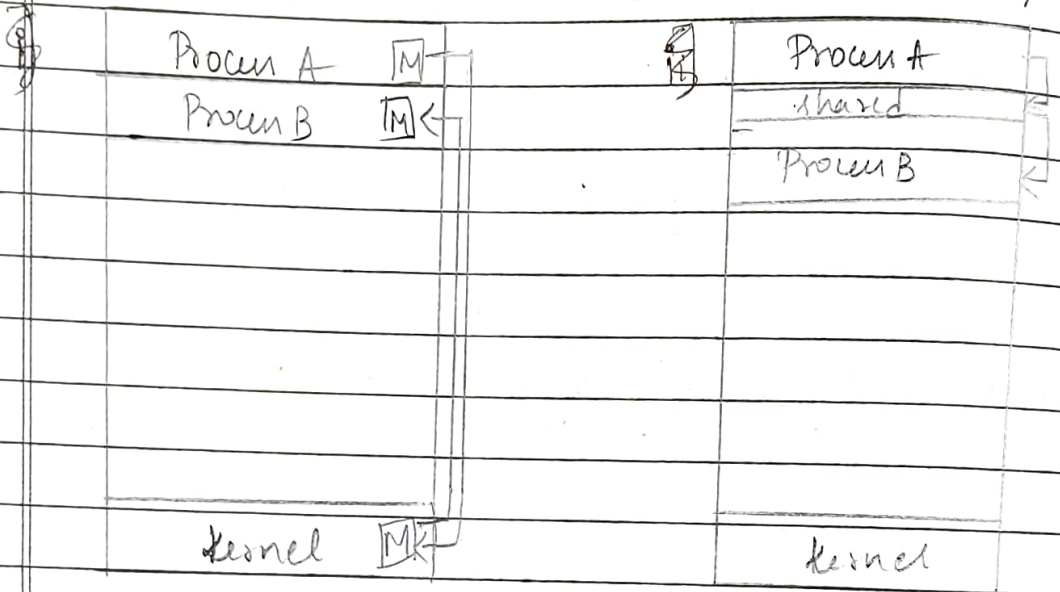 Process A M
Process B M
Kernel M
Process A
shared
Process B
Kernel